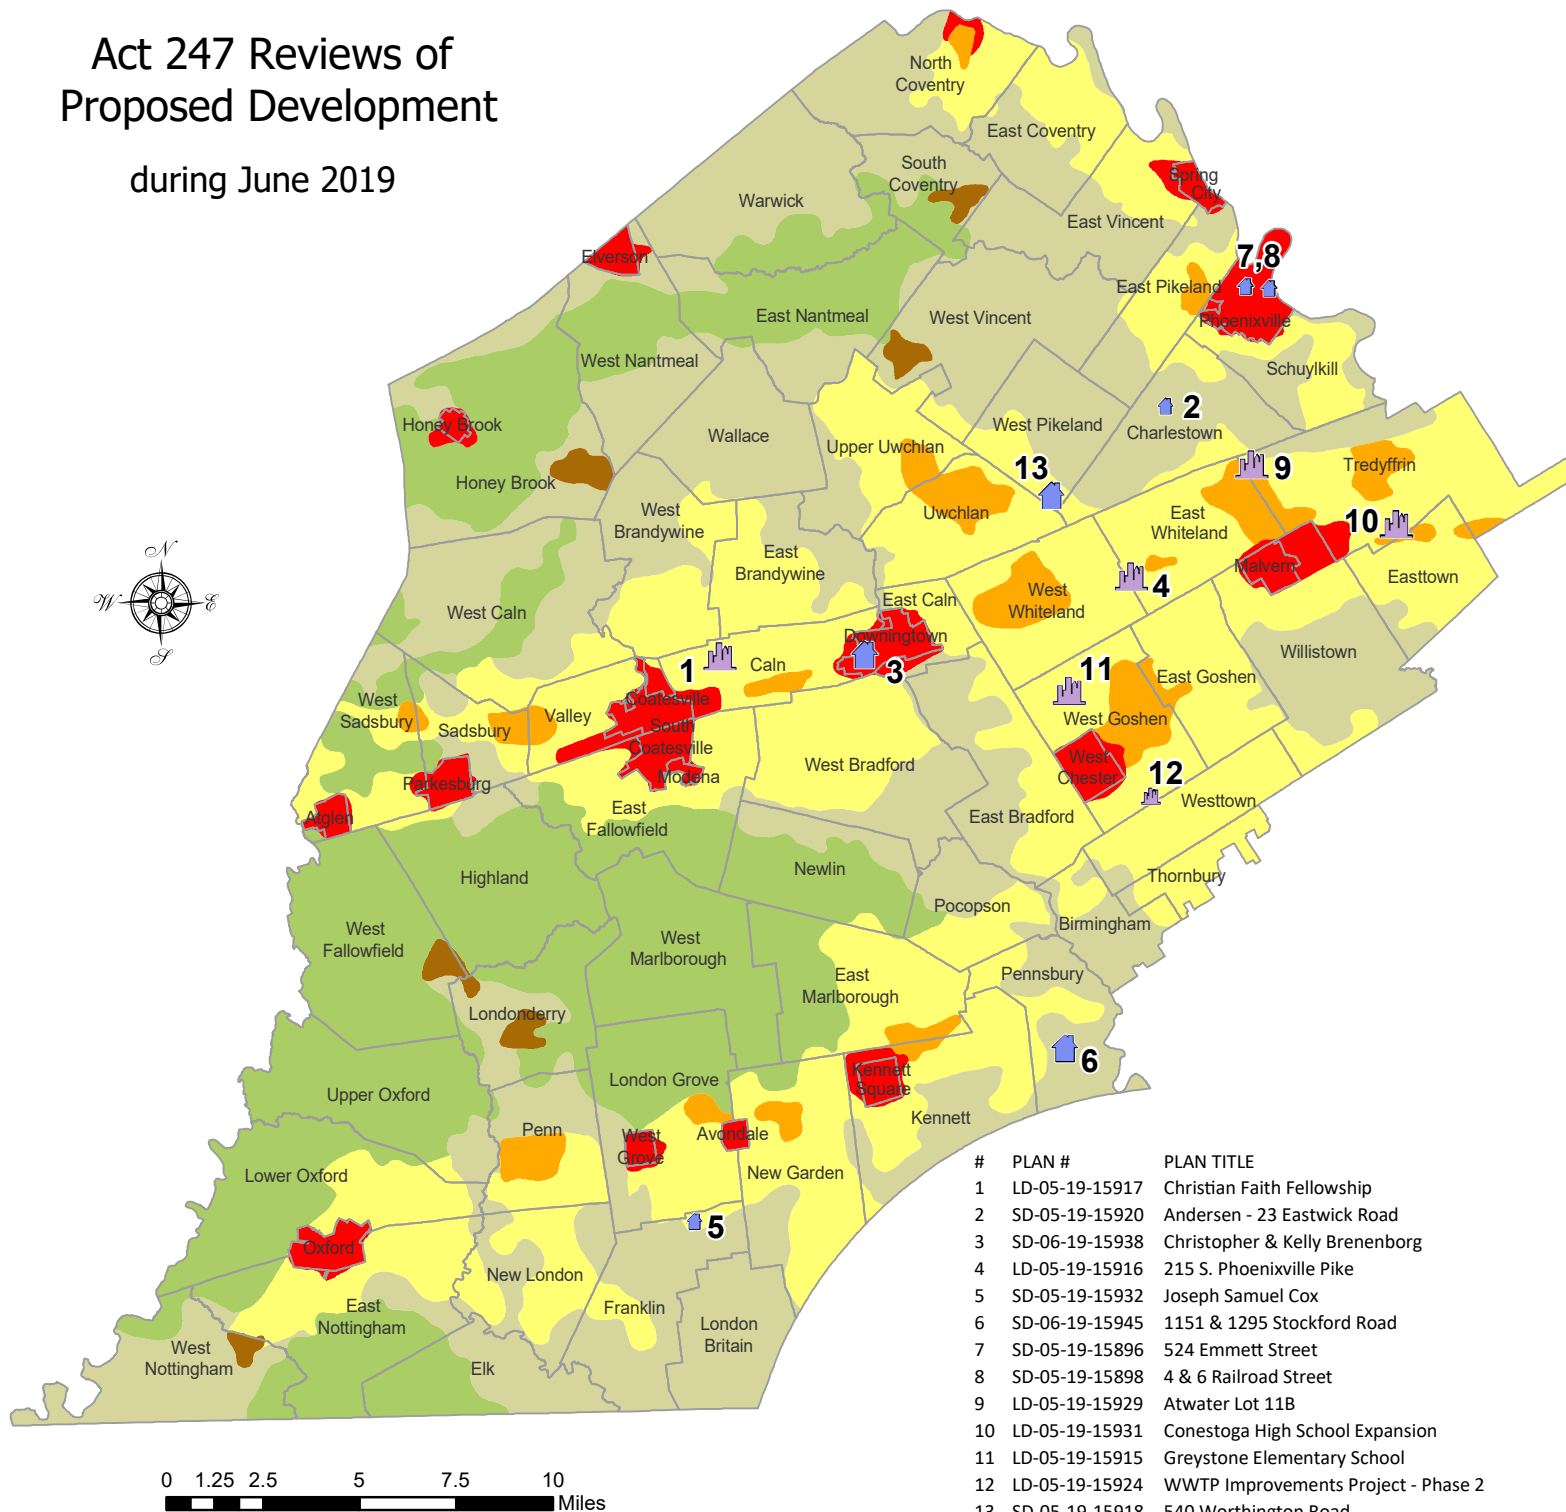 Act 247 Reviews of
Proposed Development
during June 2019
North
Coventry
East Coventry
South
Coventry
Spring
City
Warwick
East Vincent
Elverson
7,8
East Pikeland
East Nantmeal
West Vincent
Phoenixville
West Nantmeal
Schuylkill
2
Honey Brook
Wallace
West Pikeland
Charlestown
Upper Uwchlan
13
9
Tredyffrin
Honey Brook
West
Brandywine
Uwchlan
East
Whiteland
10
East
Brandywine
Malvern
Easttown
N
W
E
S
West
Whiteland
4
East Caln
West Caln
Downingtown
Willistown
1
Caln
3
11
East Goshen
West
Sadsbury
Coatesville
Valley
Sadsbury
South
Coatesville
West Goshen
West Bradford
West
Chester
12
Modena
Parkesburg
Westtown
Atglen
East
Fallowfield
East Bradford
Newlin
Highland
Thornbury
Pocopson
Birmingham
West
Fallowfield
West
Marlborough
East
Marlborough
Pennsbury
Londonderry
6
Kennett
Square
London Grove
Upper Oxford
Kennett
Penn
West
Grove
Avondale
New Garden
Lower Oxford
5
Oxford
New London
Franklin
East
Nottingham
London
Britain
West
Nottingham
Elk
# PLAN # PLAN TITLE
1 LD-05-19-15917 Christian Faith Fellowship
2 SD-05-19-15920 Andersen - 23 Eastwick Road
3 SD-06-19-15938 Christopher & Kelly Brenenborg
4 LD-05-19-15916 215 S. Phoenixville Pike
5 SD-05-19-15932 Joseph Samuel Cox
6 SD-06-19-15945 1151 & 1295 Stockford Road
7 SD-05-19-15896 524 Emmett Street
8 SD-05-19-15898 4 & 6 Railroad Street
9 LD-05-19-15929 Atwater Lot 11B
10 LD-05-19-15931 Conestoga High School Expansion
11 LD-05-19-15915 Greystone Elementary School
12 LD-05-19-15924 WWTP Improvements Project - Phase 2
13 SD-05-19-15918 540 Worthington Road
0 1.25 2.5 5 7.5 10
Miles